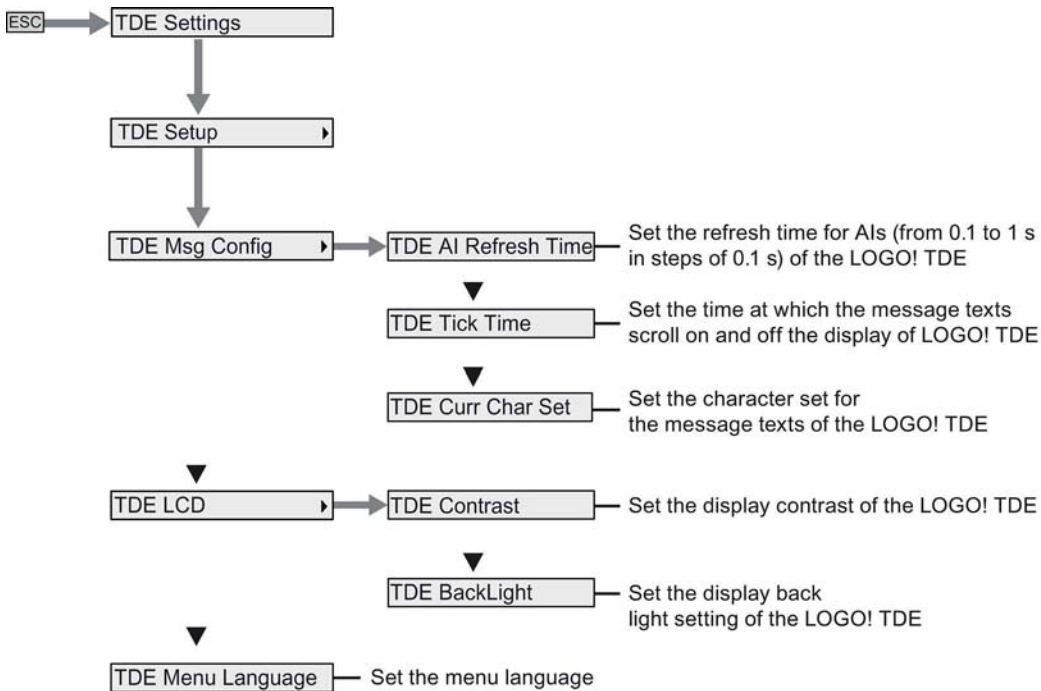 ESC
TDE Settings
TDE Setup
TDE Msg Config
TDE AI Refresh Time
Set the refresh time for AIs (from 0.1 to 1 s
in steps of 0.1 s) of the LOGO! TDE
TDE Tick Time
Set the time at which the message texts
scroll on and off the display of LOGO! TDE
TDE Curr Char Set
Set the character set for
the message texts of the LOGO! TDE
TDE LCD
TDE Contrast
Set the display contrast of the LOGO! TDE
TDE BackLight
Set the display back
light setting of the LOGO! TDE
TDE Menu Language
Set the menu language